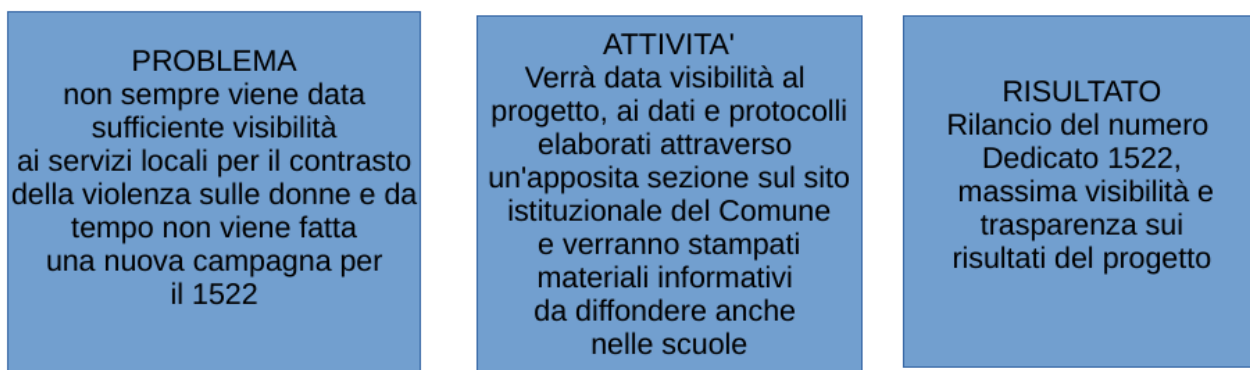 PROBLEMA
non sempre viene data
sufficiente visibilità
ai servizi locali per il contrasto
della violenza sulle donne e da
tempo non viene fatta
una nuova campagna per
il 1522
ATTIVITA'
Verrà data visibilità al
progetto, ai dati e protocolli
elaborati attraverso
un'apposita sezione sul sito
istituzionale del Comune
e verranno stampati
materiali informativi
da diffondere anche
nelle scuole
RISULTATO
Rilancio del numero
Dedicato 1522,
massima visibilità e
trasparenza sui
risultati del progetto